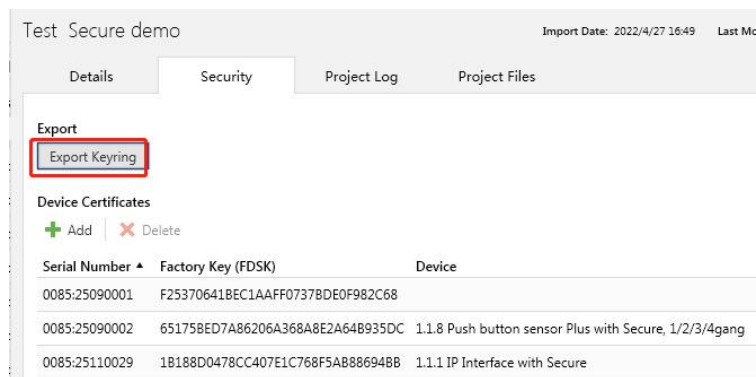 Test Secure demo Import Date: 2022/4/27 16:49 Last Mo
Details Security Project Log Project Files
Export
Export Keyring
Device Certificates
Add Delete
Serial Number Factory Key (FDSK) Device
0085:25090001 F25370641BEC1AAFF0737BDE0F982C68
0085:25090002 65175BED7A86206A368A8E2A64B935DC 1.1.8 Push button sensor Plus with Secure, 1/2/3/4gang
0085:25110029 1B188D0478CC407E1C768F5AB88694BB 1.1.1 IP Interface with Secure